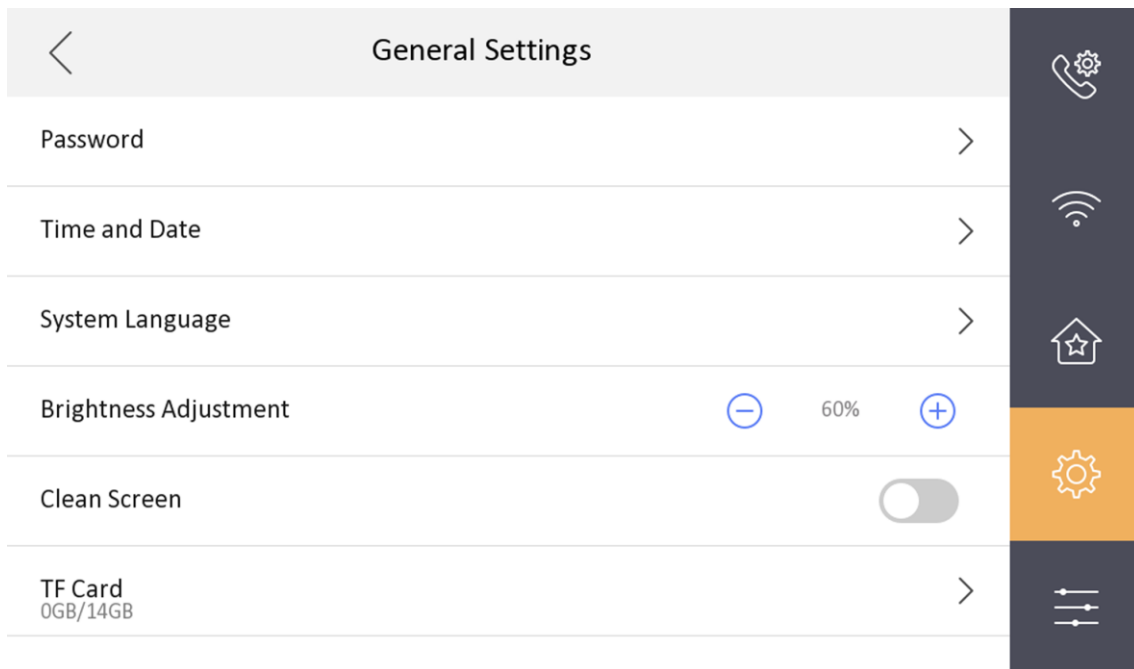 General Settings
Password
Time and Date
System Language
Brightness Adjustment
60%
Clean Screen
TF Card
0GB/14GB